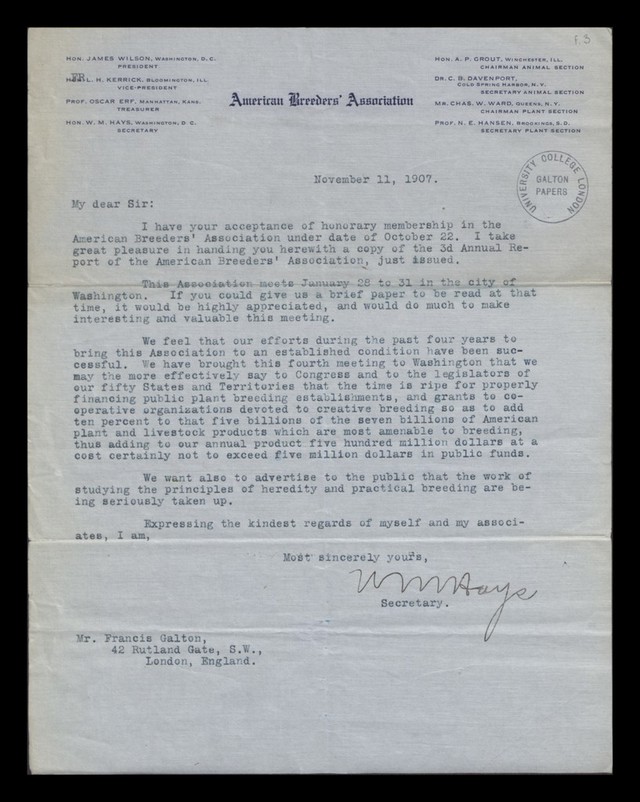 F.3
HON. JAMES WILSON, WASHINGTON, D. C.
PRESIDENT
L. H. KERRICK, BLOOMINGTON, ILL.
VICE-PRESIDENT
PROF. OSCAR ERF, MANHATTAN, KANS.
TREASURER
HON. W. M. HAYS, WASHINGTON, D. C.
SECRETARY
American Breeders' Association
HON. A. P. GROUT, WINCHESTER, ILL.
CHAIRMAN ANIMAL SECTION
DR. C. B. DAVENPORT,
COLD SPRING HARBOR, N. Y.
SECRETARY ANIMAL SECTION
MR. CHAS. W. WARD, QUEENS, N. Y.
CHAIRMAN PLANT SECTION
PROF. N. E. HANSEN, BROOKINGS, S. D.
SECRETARY PLANT SECTION
UNIVERSITY COLLEGE LONDON
GALTON
PAPERS
November 11, 1907.
My dear Sir:
I have your acceptance of honorary membership in the
American Breeders' Association under date of October 22. I take
great pleasure in handing you herewith a copy of the 3d Annual Re-
port of the American Breeders' Association, just issued.
This Association meets January 28 to 31 in the city of
Washington. If you could give us a brief paper to be read at that
time, it would be highly appreciated, and would do much to make
interesting and valuable this meeting.
We feel that our efforts during the past four years to
bring this Association to an established condition have been suc-
cessful. We have brought this fourth meeting to Washington that we
may the more effectively say to Congress and to the legislators of
our fifty States and Territories that the time is ripe for properly
financing public plant breeding establishments, and grants to co-
operative organizations devoted to creative breeding so as to add
ten percent to that five billions of the seven billions of American
plant and livestock products which are most amenable to breeding,
thus adding to our annual product five hundred million dollars at a
cost certainly not to exceed five million dollars in public funds.
We want also to advertise to the public that the work of
studying the principles of heredity and practical breeding are be-
ing seriously taken up.
Expressing the kindest regards of myself and my associ-
ates, I am,
Most sincerely yours,
W M Hays
Secretary.
Mr. Francis Galton,
42 Rutland Gate, S.W.,
London, England.